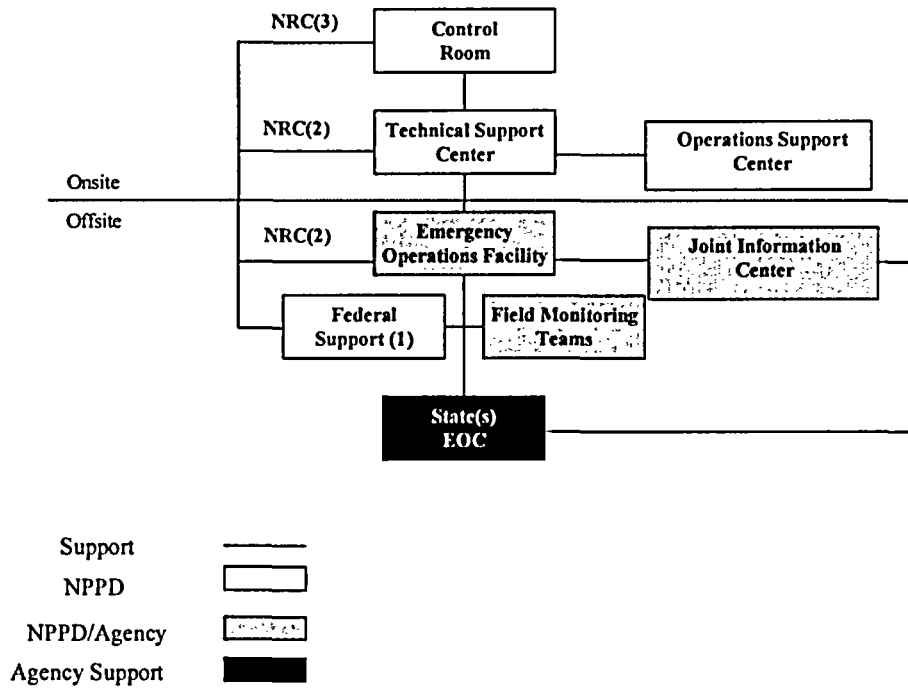 NRC(3)
Control
Room
NRC(2)
Technical Support
Center
Operations Support
Center
Onsite
Offsite
NRC(2)
Emergency
Operations Facility
Joint Information
Center
Federal
Support (1)
Field Monitoring
Teams
State(s)
EOC
Support
NPPD
NPPD/Agency
Agency Support